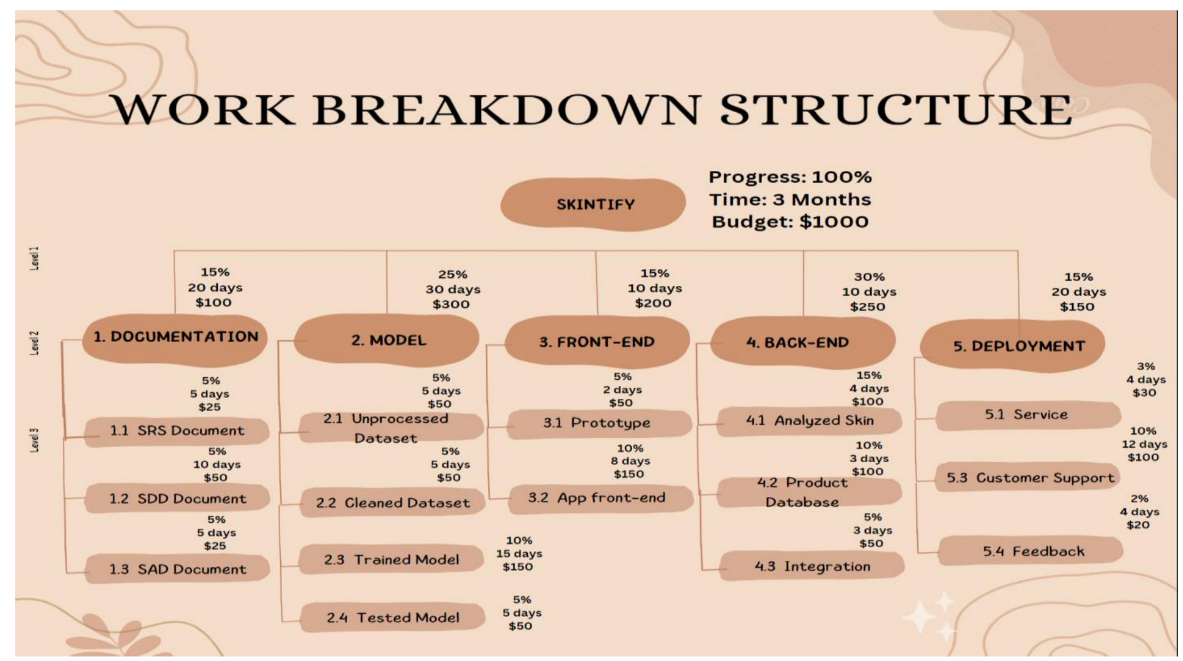 WORK BREAKDOWN STRUCTURE
SKINTIFY
Progress: 100%
Time: 3 Months
Budget: $1000
Level 1
Level 2
Level 3
15%
20 days
$100
1. DOCUMENTATION
5%
5 days
$25
1.1 SRS Document
5%
10 days
$50
1.2 SDD Document
5%
5 days
$25
1.3 SAD Document
25%
30 days
$300
2. MODEL
5%
5 days
$50
2.1 Unprocessed
Dataset
5%
5 days
$50
2.2 Cleaned Dataset
10%
15 days
$150
2.3 Trained Model
5%
5 days
$50
2.4 Tested Model
15%
10 days
$200
3. FRONT-END
5%
2 days
$50
3.1 Prototype
10%
8 days
$150
3.2 App front-end
30%
10 days
$250
4. BACK-END
15%
4 days
$100
4.1 Analyzed Skin
10%
3 days
$100
4.2 Product
Database
5%
3 days
$50
4.3 Integration
15%
20 days
$150
5. DEPLOYMENT
3%
4 days
$30
5.1 Service
10%
12 days
$100
5.3 Customer Support
2%
4 days
$20
5.4 Feedback